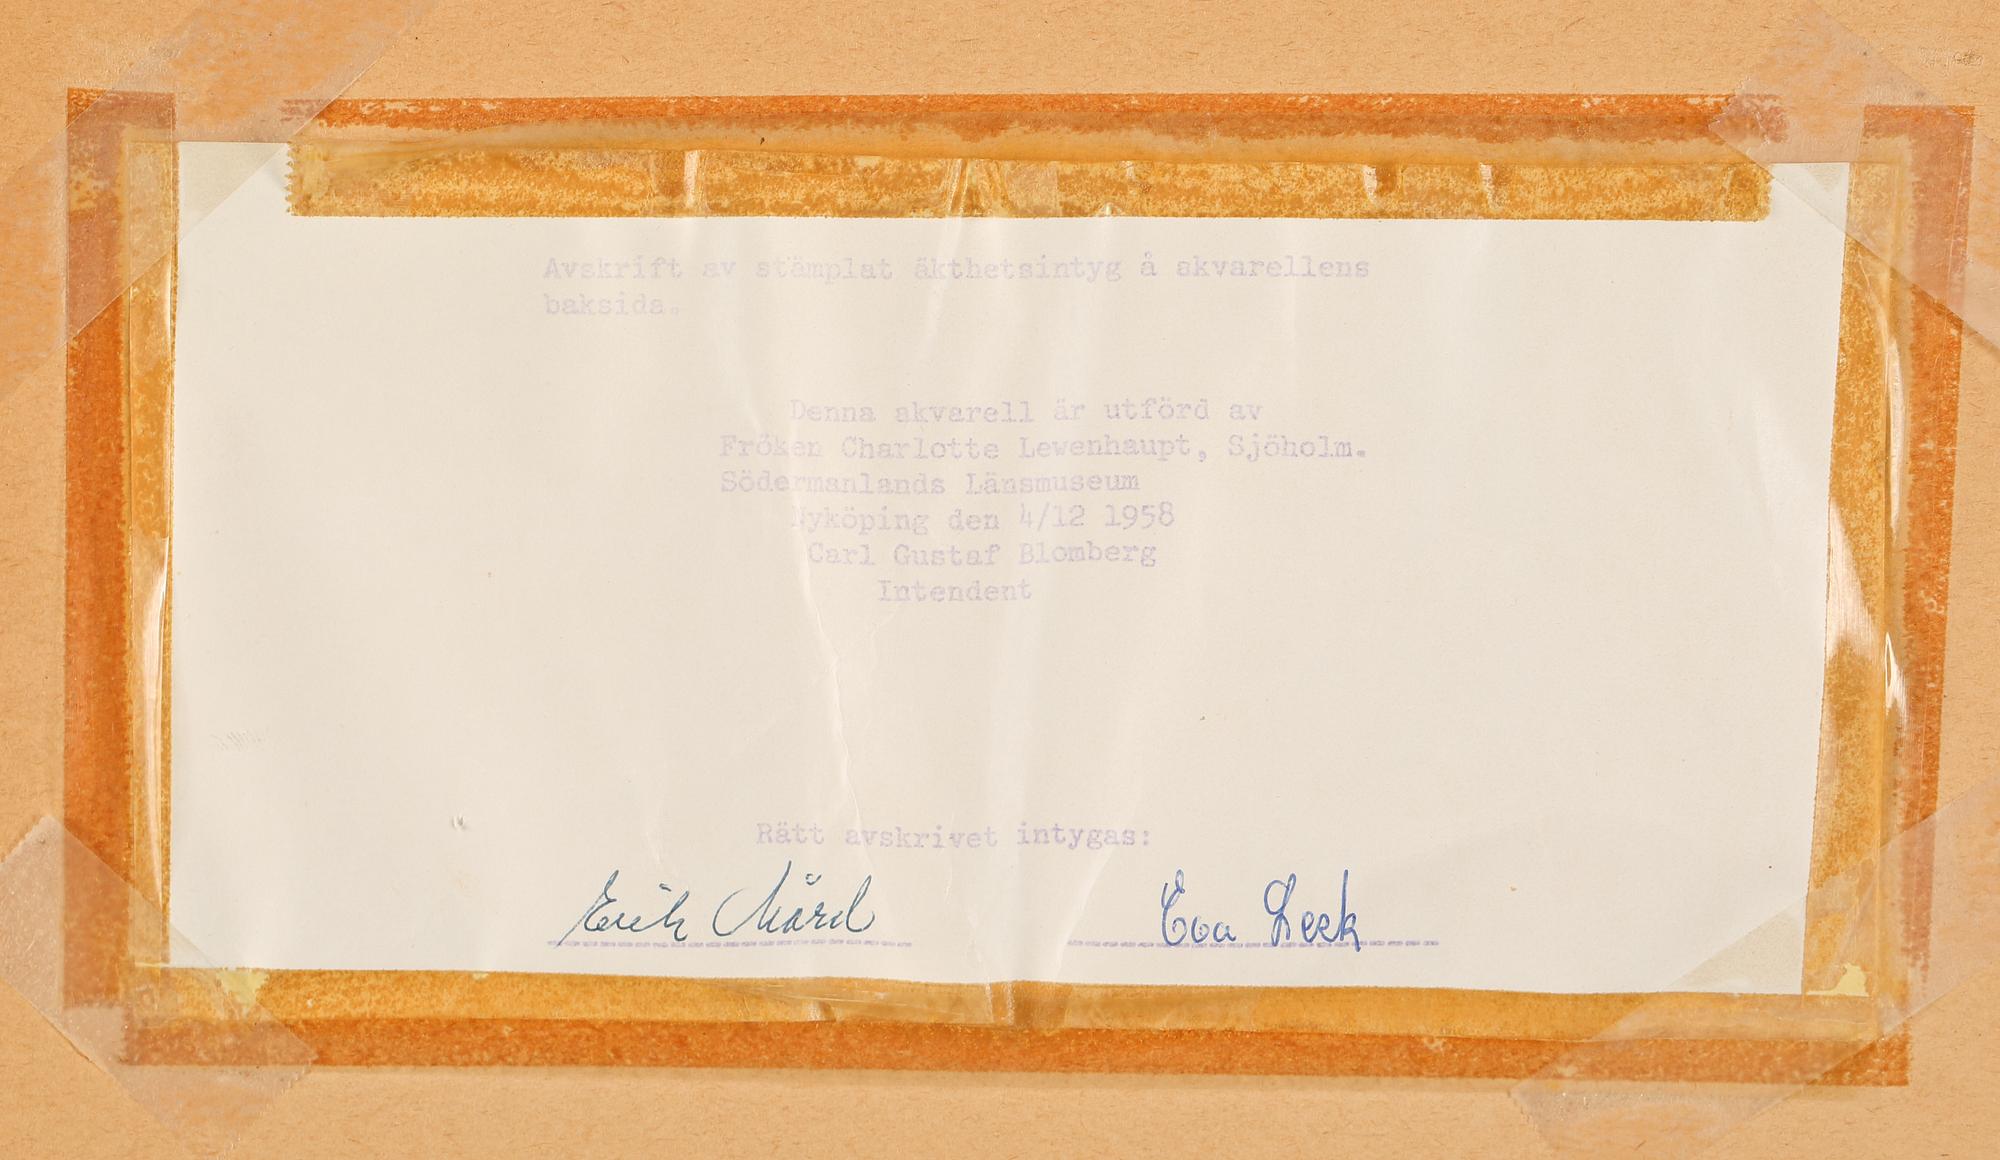 Avskrift av stämplat äkthetsintyg å akvarellens
baksida.
Denna akvarell är utförd av
Fröken Charlotte Lewenhaupt, Sjöholm.
Södermanlands Länsmuseum
Nyköping den 4/12 1958
Carl Gustaf Blomberg
Intendent
Rätt avskrivet intygas:
Erik Mård
Eva Leek